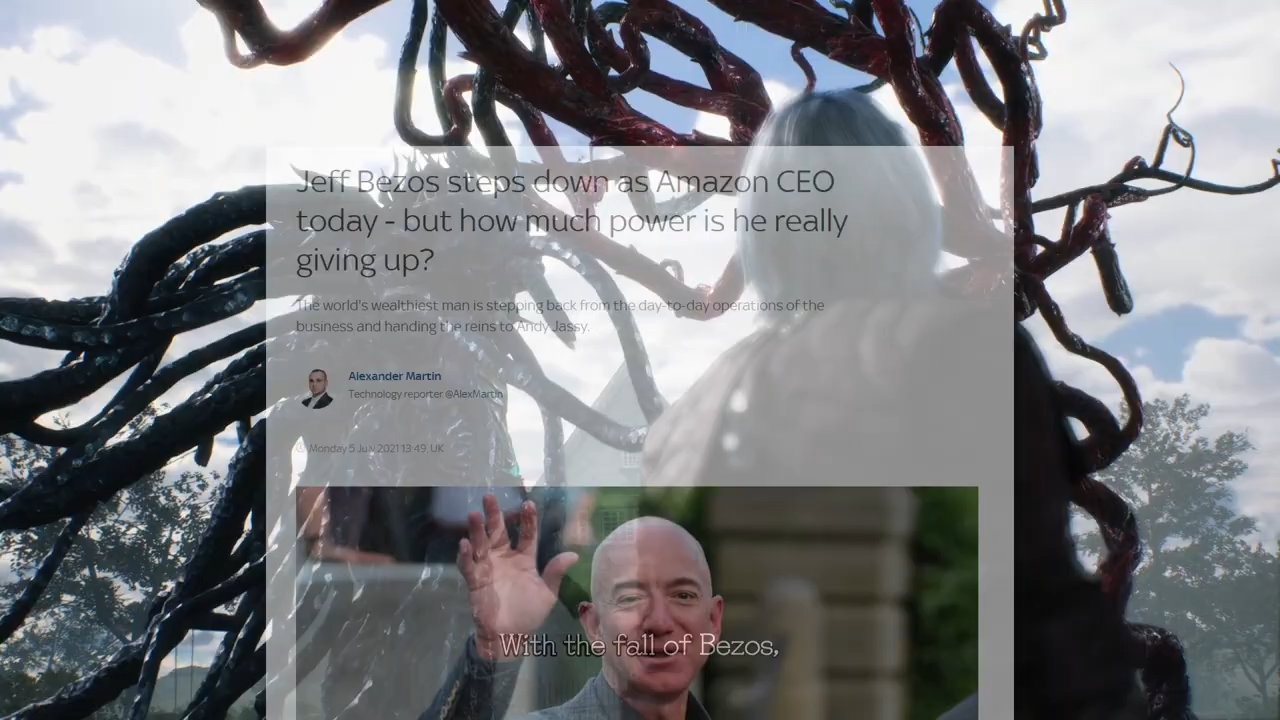 Jeff Bezos steps down as Amazon CEO
today - but how much power is he really
giving up?
The world's wealthiest man is stepping back from the day-to-day operations of the
business and handing the reins to Andy Jassy.
Alexander Martin
Technology reporter @AlexMartin
Monday 5 July 2021 13:49, UK
With the fall of Bezos,